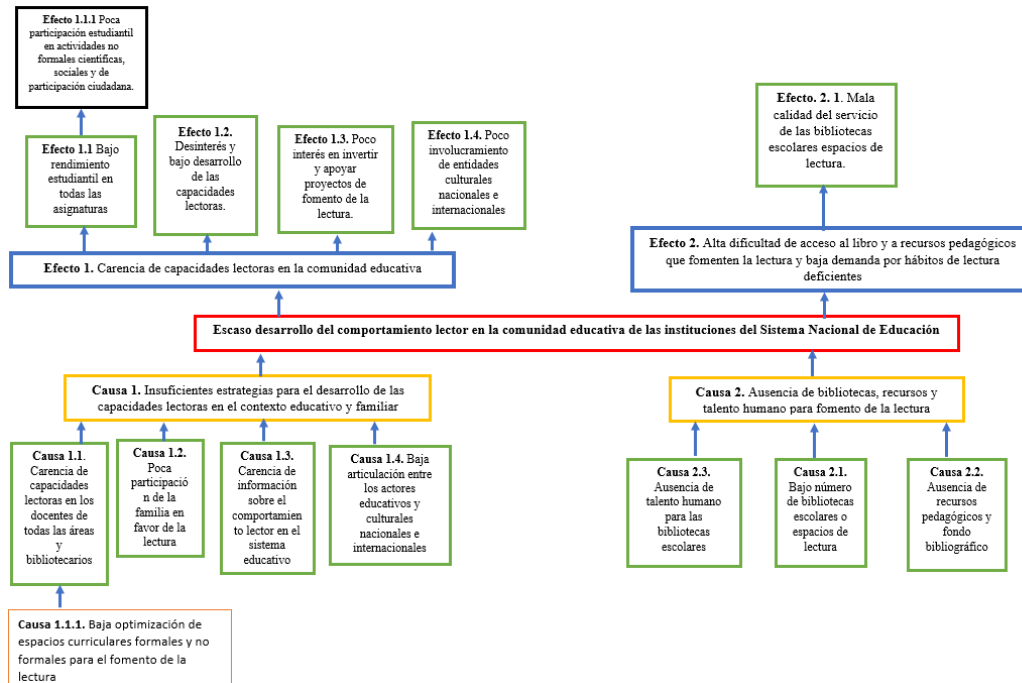 Efecto 1.1.1 Poca
participación estudiantil
en actividades no
formales científicas,
sociales y de
participación ciudadana.
Efecto 1.1 Bajo
rendimiento
estudiantil en
todas las
asignaturas
Efecto 1.2.
Desinterés y
bajo desarrollo
de las
capacidades
lectoras.
Efecto 1.3. Poco
interés en invertir
y apoyar
proyectos de
fomento de la
lectura.
Efecto 1.4. Poco
involucramiento
de entidades
culturales
nacionales e
internacionales
Efecto. 2. 1. Mala
calidad del servicio
de las bibliotecas
escolares espacios de
lectura.
Efecto 1. Carencia de capacidades lectoras en la comunidad educativa
Efecto 2. Alta dificultad de acceso al libro y a recursos pedagógicos
que fomenten la lectura y baja demanda por hábitos de lectura
deficientes
Escaso desarrollo del comportamiento lector en la comunidad educativa de las instituciones del Sistema Nacional de Educación
Causa 1. Insuficientes estrategias para el desarrollo de las
capacidades lectoras en el contexto educativo y familiar
Causa 2. Ausencia de bibliotecas, recursos y
talento humano para fomento de la lectura
Causa 1.1.
Carencia de
capacidades
lectoras en los
docentes de
todas las áreas
y
bibliotecarios
Causa 1.2.
Poca
participació
n de la
familia en
favor de la
lectura
Causa 1.3.
Carencia de
información
sobre el
comportamien
to lector en el
sistema
educativo
Causa 1.4. Baja
articulación entre
los actores
educativos y
culturales
nacionales e
internacionales
Causa 2.3.
Ausencia de
talento humano
para las
bibliotecas
escolares
Causa 2.1.
Bajo número
de bibliotecas
escolares o
espacios de
lectura
Causa 2.2.
Ausencia de
recursos
pedagógicos y
fondo
bibliográfico
Causa 1.1.1. Baja optimización de
espacios curriculares formales y no
formales para el fomento de la
lectura